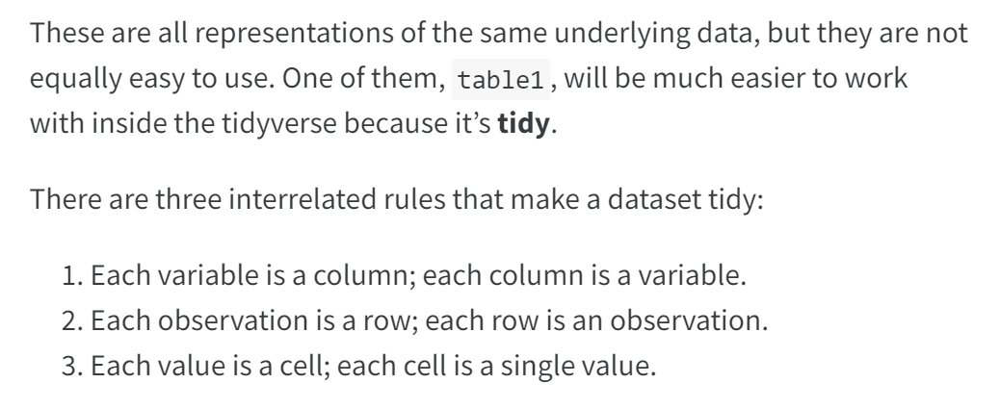 These are all representations of the same underlying data, but they are not
equally easy to use. One of them, table1, will be much easier to work
with inside the tidyverse because it’s tidy.
There are three interrelated rules that make a dataset tidy:
1. Each variable is a column; each column is a variable.
2. Each observation is a row; each row is an observation.
3. Each value is a cell; each cell is a single value.